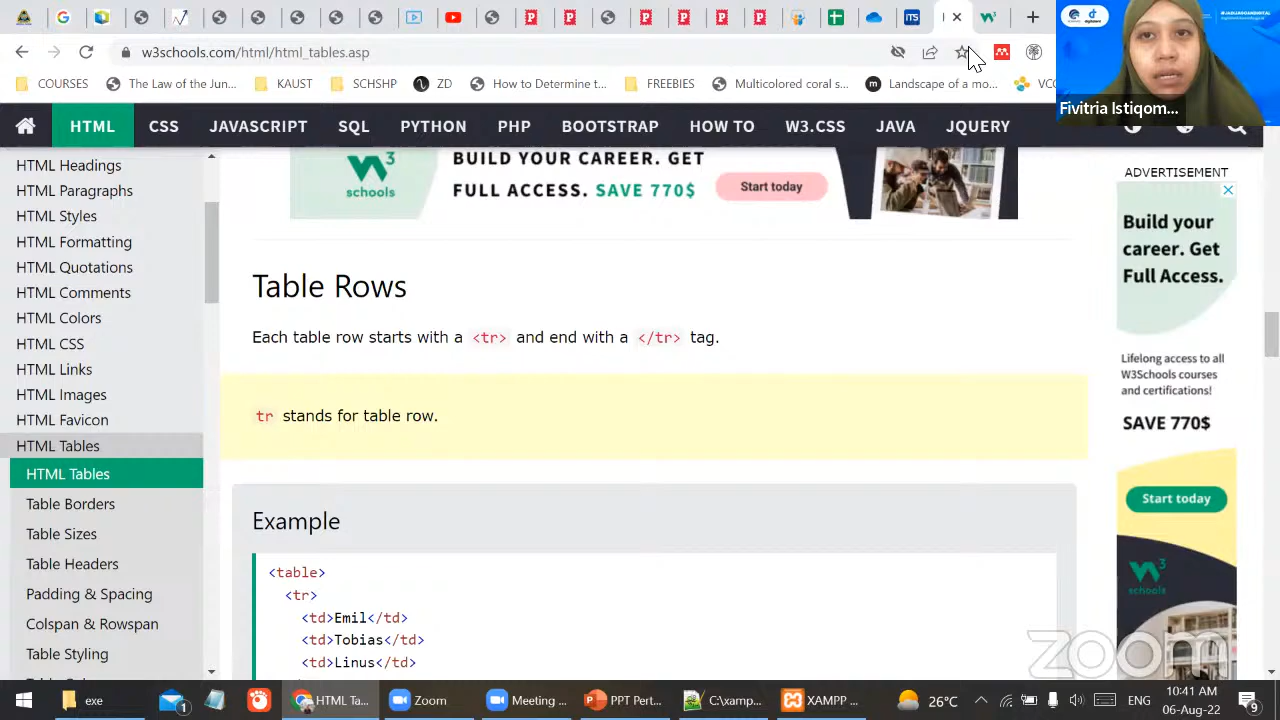 w3schools.com/html/html_tables.asp
COURSES
The Law of the Jun...
KAUST
SCHSHP
ZD
How to Determine t...
FREEBIES
Multicolored coral s...
Landscape of a mo...
VC
Fivitria Istiqom...
HTML
CSS
JAVASCRIPT
SQL
PYTHON
PHP
BOOTSTRAP
HOW TO
W3.CSS
JAVA
JQUERY
HTML Headings
HTML Paragraphs
HTML Styles
HTML Formatting
HTML Quotations
HTML Comments
HTML Colors
HTML CSS
HTML Links
HTML Images
HTML Favicon
HTML Tables
HTML Tables
Table Borders
Table Sizes
Table Headers
Padding & Spacing
Colspan & Rowspan
Table Styling
schools
BUILD YOUR CAREER. GET
FULL ACCESS. SAVE 770$
Start today
Table Rows
Each table row starts with a <tr> and end with a </tr> tag.
tr stands for table row.
Example
<table>
<tr>
<td>Emil</td>
<td>Tobias</td>
<td>Linus</td>
ADVERTISEMENT
Build your
career. Get
Full Access.
Lifelong access to all
W3Schools courses
and certifications!
SAVE 770$
Start today
schools
zoom
exe
HTML Ta...
Zoom
Meeting ...
PPT Pert...
C:\xamp...
XAMPP ...
26°C
ENG
10:41 AM
06-Aug-22